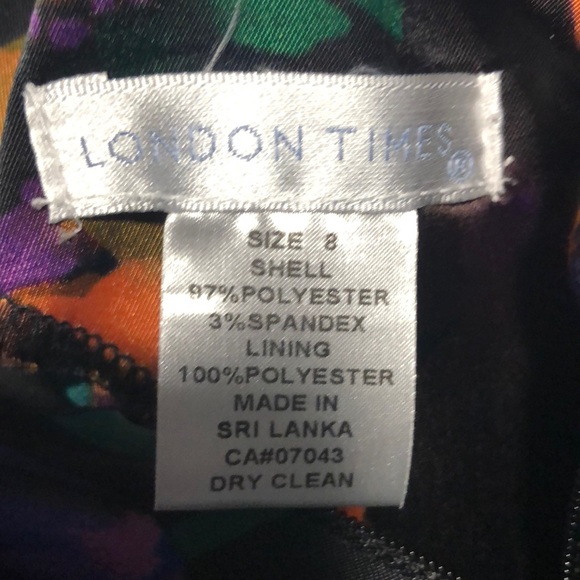 LONDON TIMES®
SIZE 8
SHELL
97%POLYESTER
3%SPANDEX
LINING
100%POLYESTER
MADE IN
SRI LANKA
CA#07043
DRY CLEAN